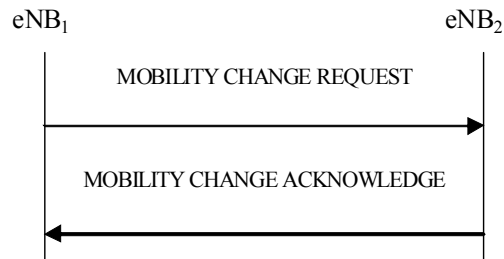 eNB₁ eNB₂
MOBILITY CHANGE REQUEST
MOBILITY CHANGE ACKNOWLEDGE